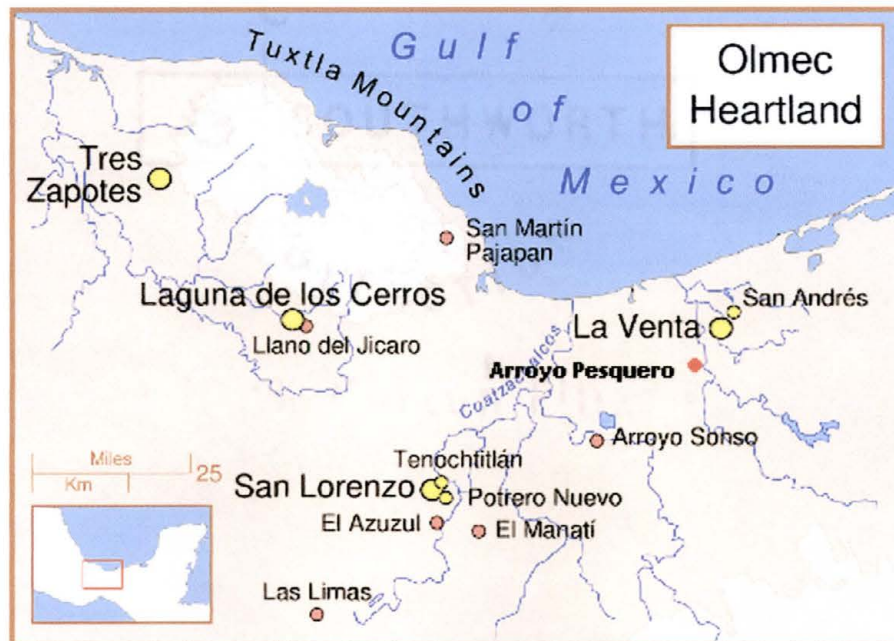 Olmec
Heartland
Gulf
of
Mexico
Tuxtla Mountains
Tres
Zapotes
San Martín
Pajapan
Laguna de los Cerros
Llano del Jicaro
San Andrés
La Venta
Arroyo Pesquero
Coatzacoalcos
Arroyo Sonso
Tenochtitlán
San Lorenzo
Potrero Nuevo
El Azuzul
El Manatí
Las Limas
Miles
Km
25